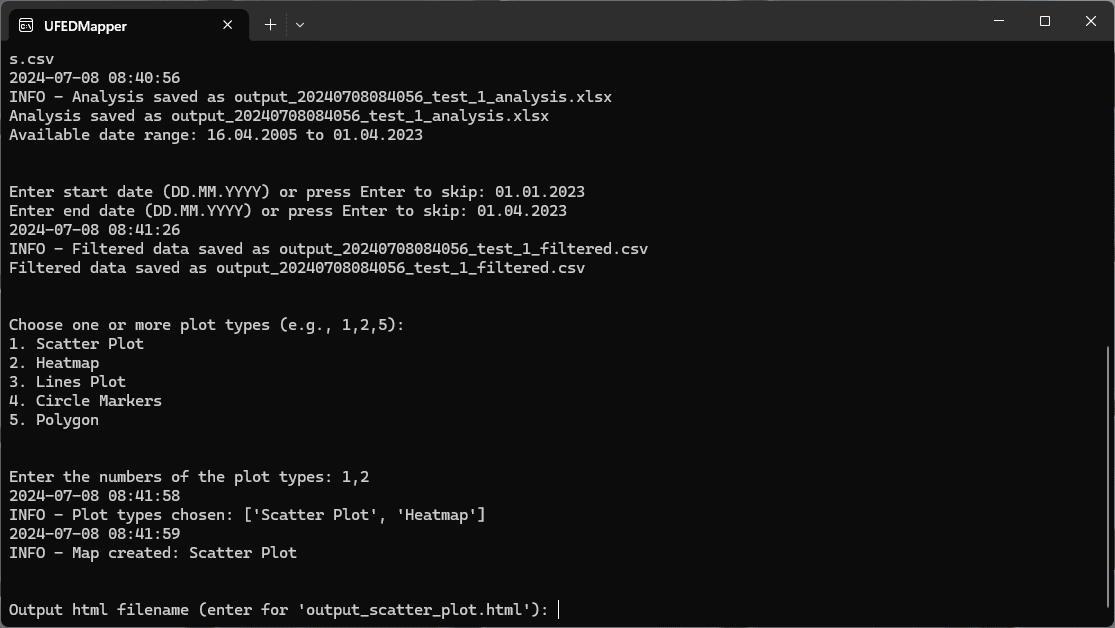 UFEDMapper
s.csv
2024-07-08 08:40:56
INFO - Analysis saved as output_20240708084056_test_1_analysis.xlsx
Analysis saved as output_20240708084056_test_1_analysis.xlsx
Available date range: 16.04.2005 to 01.04.2023
Enter start date (DD.MM.YYYY) or press Enter to skip: 01.01.2023
Enter end date (DD.MM.YYYY) or press Enter to skip: 01.04.2023
2024-07-08 08:41:26
INFO - Filtered data saved as output_20240708084056_test_1_filtered.csv
Filtered data saved as output_20240708084056_test_1_filtered.csv
Choose one or more plot types (e.g., 1,2,5):
1. Scatter Plot
2. Heatmap
3. Lines Plot
4. Circle Markers
5. Polygon
Enter the numbers of the plot types: 1,2
2024-07-08 08:41:58
INFO - Plot types chosen: ['Scatter Plot', 'Heatmap']
2024-07-08 08:41:59
INFO - Map created: Scatter Plot
Output html filename (enter for 'output_scatter_plot.html'):